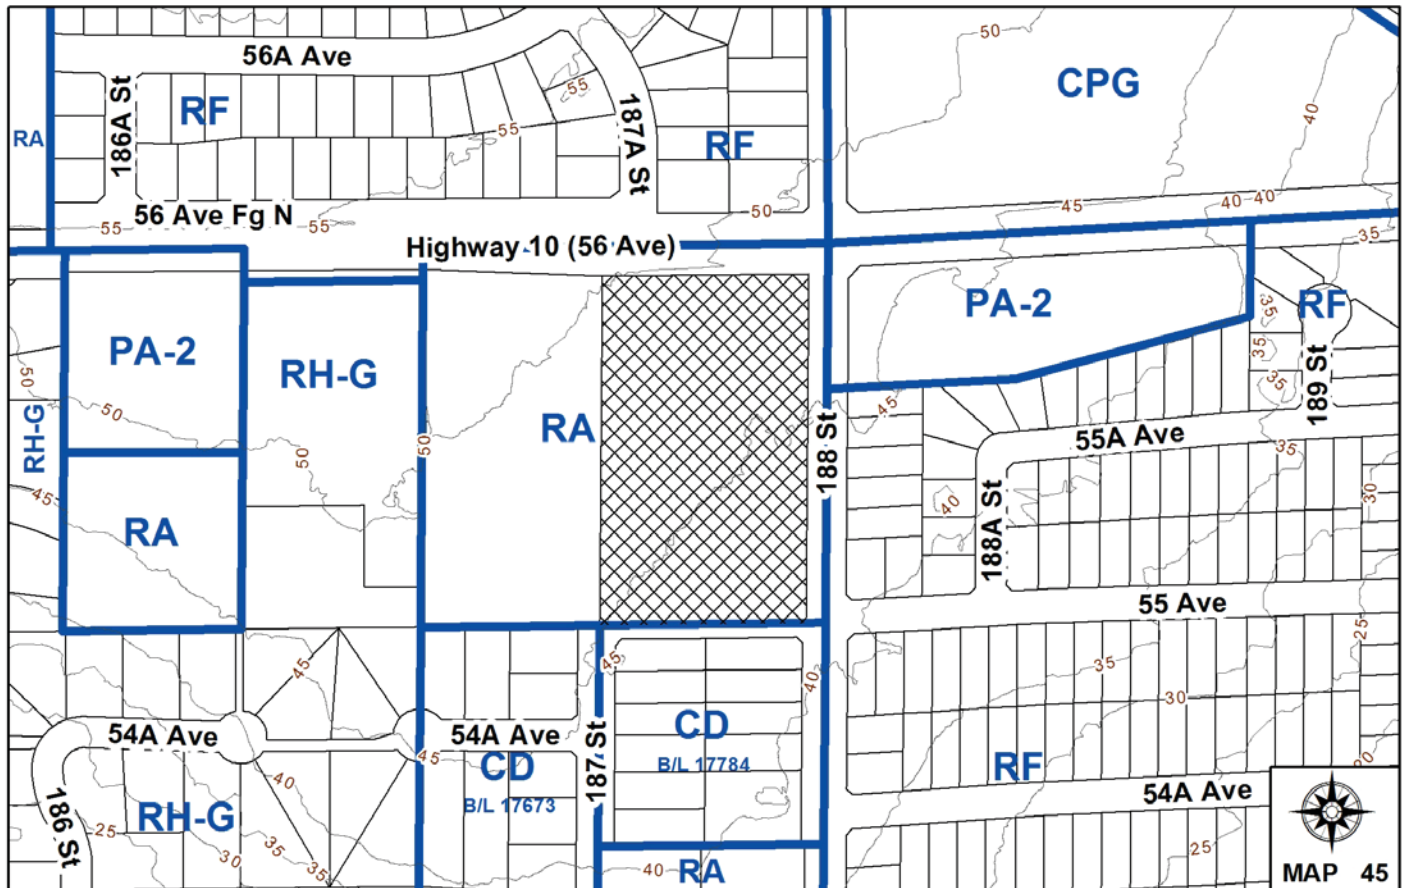 50
56A Ave
CPG
55
40
186A St
RF
187A St
RA
55
RF
45
40
40
50
56 Ave Fg N
55
55
35
Highway 10 (56 Ave)
PA-2
RF
35
PA-2
RH-G
35
189 St
50
35
50
45
RA
188 St
55A Ave
RH-G
50
50
35
45
30
40
188A St
RA
55 Ave
25
45
45
35
40
30
54A Ave
54A Ave
CD
187 St
45
CD
B/L 17784
RF
20
40
B/L 17673
54A Ave
186 St
RH-G
25
35
30
35
40
RA
25
MAP 45